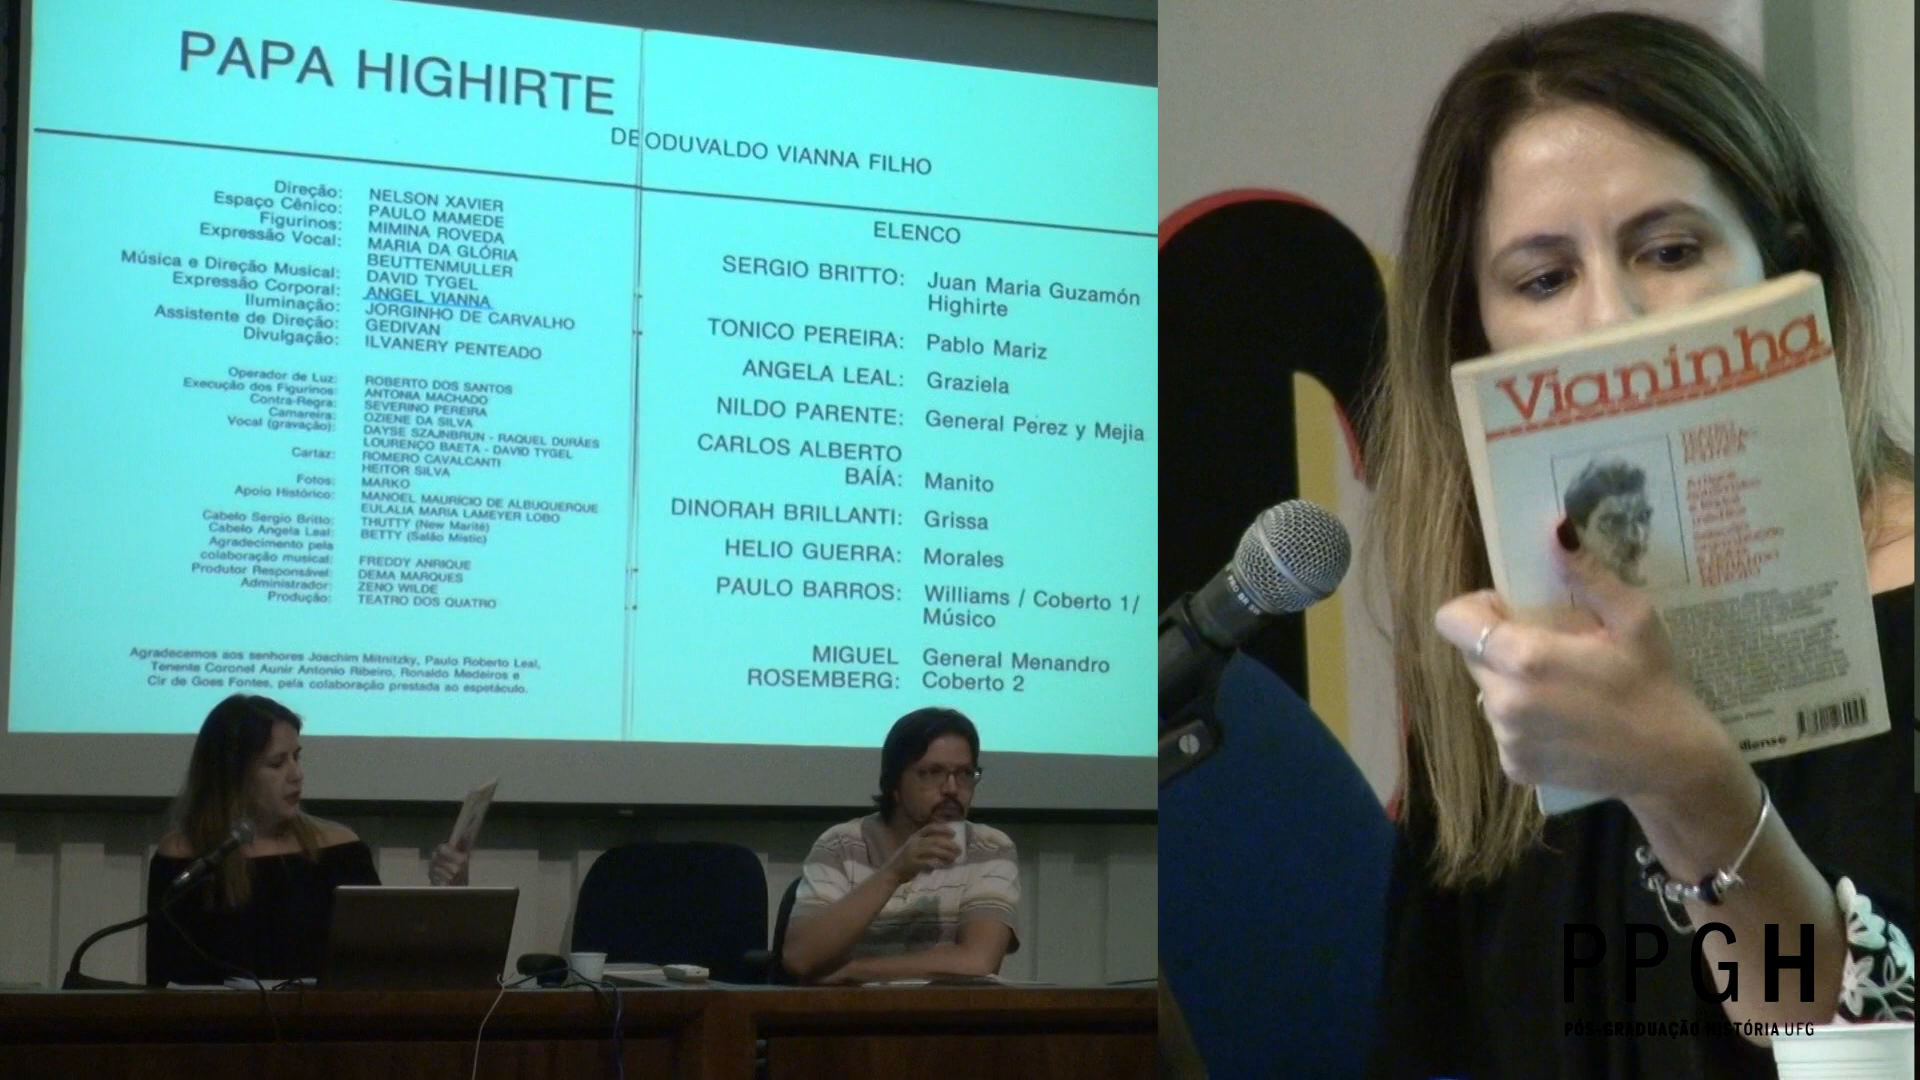 PAPA HIGHIRTE
DE ODUVALDO VIANNA FILHO
Direção: NELSON XAVIER
Espaço Cênico: PAULO MAMEDE
Figurinos: MIMINA ROVEDA
Expressão Vocal: MARIA DA GLÓRIA
BEUTTENMULLER
Música e Direção Musical: DAVID TYGEL
Expressão Corporal: ANGEL VIANNA
Iluminação: JORGINHO DE CARVALHO
Assistente de Direção: GEDIVAN
Divulgação: ILVANERY PENTEADO
Operador de Luz: ROBERTO DOS SANTOS
Execução dos Figurinos: ANTONIA MACHADO
Contra-Regra: SEVERINO PEREIRA
Camareira: OZIENE DA SILVA
Vocal (gravação): DAYSE SZAJNBRUN - RAQUEL DURÃES
LOURENÇO BAETA - DAVID TYGEL
Cartaz: ROMERO CAVALCANTI
HEITOR SILVA
Fotos: MARKO
Apoio Histórico: MANOEL MAURÍCIO DE ALBUQUERQUE
EULALIA MARIA LAMEYER LOBO
Cabelo Sergio Britto: THUTTY (New Marité)
Cabelo Angela Leal: BETTY (Salão Mistic)
Agradecimento pela
colaboração musical: FREDDY ANRIQUE
Produtor Responsável: DEMA MARQUES
Administrador: ZENO WILDE
Produção: TEATRO DOS QUATRO
Agradecemos aos senhores Joachim Mitnitzky, Paulo Roberto Leal,
Tenente Coronel Aunir Antonio Ribeiro, Ronaldo Medeiros e
Cir de Goes Fontes, pela colaboração prestada ao espetáculo.
ELENCO
SERGIO BRITTO: Juan Maria Guzamón
Highirte
TONICO PEREIRA: Pablo Mariz
ANGELA LEAL: Graziela
NILDO PARENTE: General Perez y Mejia
CARLOS ALBERTO
BAÍA: Manito
DINORAH BRILLANTI: Grissa
HELIO GUERRA: Morales
PAULO BARROS: Williams / Coberto 1/
Músico
MIGUEL General Menandro
ROSEMBERG: Coberto 2
Vianinha
PPGH
PÓS-GRADUAÇÃO HISTÓRIA UFG